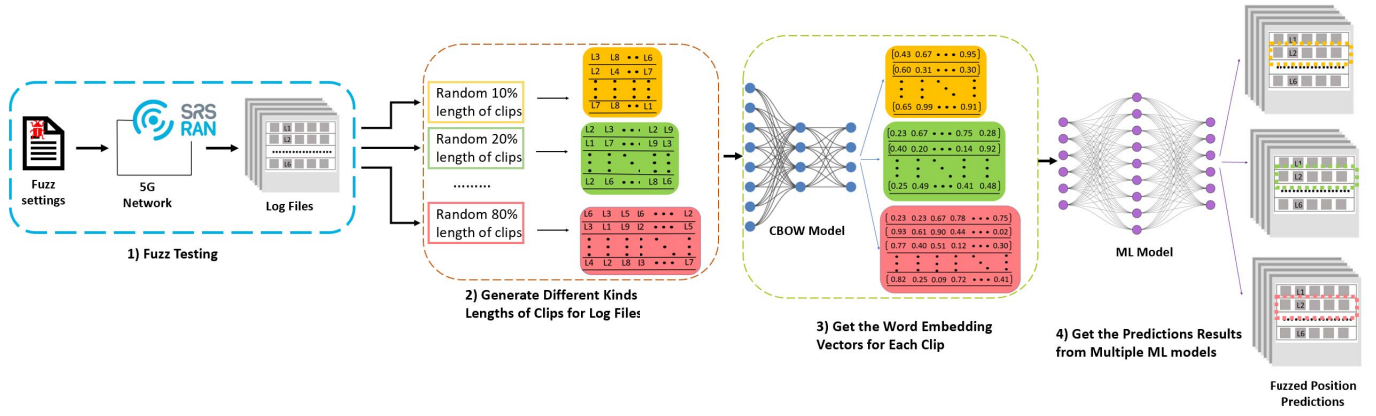 Fuzz
settings
5G
Network
SRS
RAN
L1
L2
L6
Log Files
1) Fuzz Testing
Random 10%
length of clips
Random 20%
length of clips
.........
Random 80%
length of clips
L3 L8 •• L6
L2 L4 •• L7
L7 L8 •• L1
L2 L3 •• L2 L9
L1 L7 •• L9 L3
L2 L6 •• L8 L6
L6 L3 L5 l6 ••• L2
L3 L1 L9 l2 ••• L5
L4 L2 L8 l3 ••• L7
2) Generate Different Kinds
Lengths of Clips for Log Files
CBOW Model
[0.43 0.67 ••• 0.95]
[0.60 0.31 ••• 0.30]
[0.65 0.99 ••• 0.91]
[0.23 0.67 ••• 0.75 0.28]
[0.40 0.20 ••• 0.14 0.92]
[0.25 0.49 ••• 0.41 0.48]
[0.23 0.23 0.67 0.78 •••• 0.75]
[0.93 0.61 0.90 0.44 •••• 0.02]
[0.77 0.40 0.51 0.12 •••• 0.30]
[0.82 0.25 0.09 0.72 •••• 0.41]
3) Get the Word Embedding
Vectors for Each Clip
ML Model
4) Get the Predictions Results
from Multiple ML models
L1
L2
L6
L1
L2
L6
L1
L2
L6
Fuzzed Position
Predictions